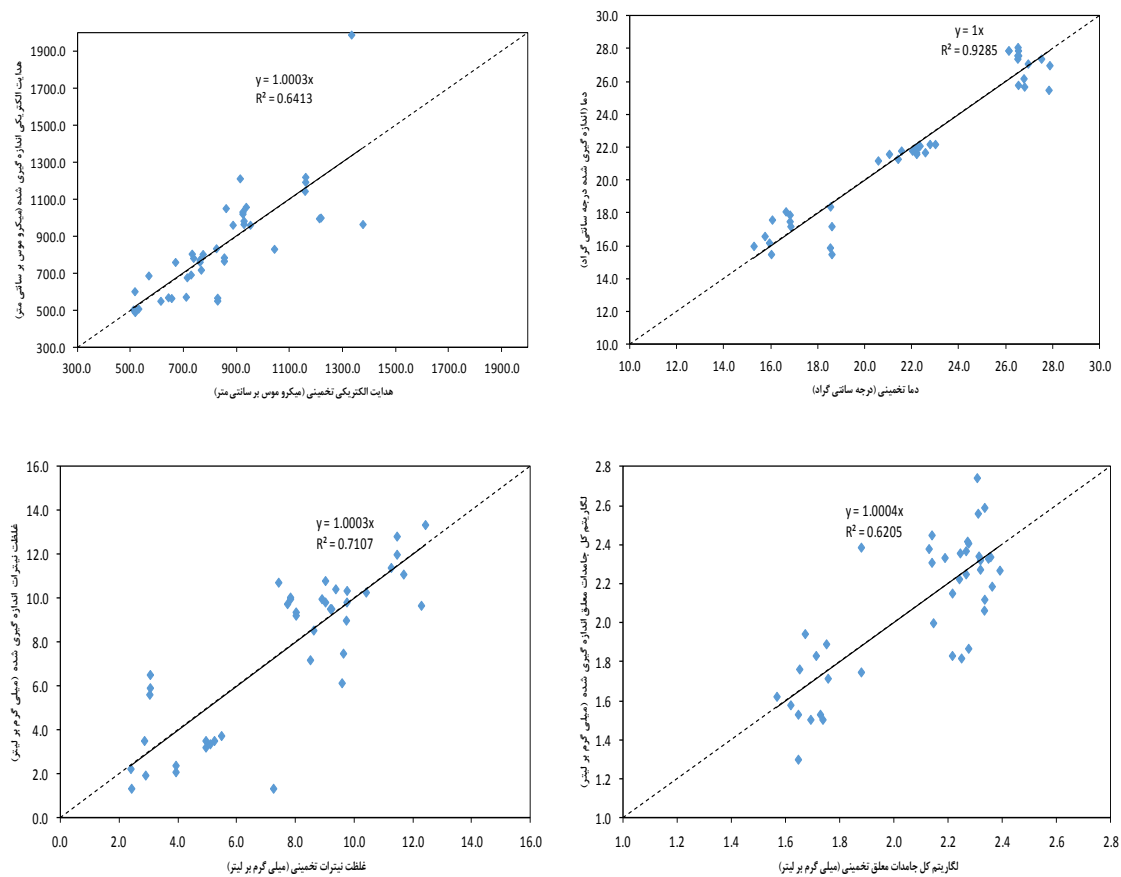 هدایت الکتریکی اندازه گیری شده (میکرو موس بر سانتی متر)
1900.0
1700.0
1500.0
1300.0
1100.0
900.0
700.0
500.0
300.0
y = 1.0003x
R² = 0.6413
300.0 500.0 700.0 900.0 1100.0 1300.0 1500.0 1700.0 1900.0
هدایت الکتریکی تخمینی (میکرو موس بر سانتی متر)
دما (اندازه گیری شده درجه سانتی گراد)
30.0
28.0
26.0
24.0
22.0
20.0
18.0
16.0
14.0
12.0
10.0
y = 1x
R² = 0.9285
10.0 12.0 14.0 16.0 18.0 20.0 22.0 24.0 26.0 28.0 30.0
دما تخمینی (درجه سانتی گراد)
غلظت نیترات اندازه گیری شده (میلی گرم بر لیتر)
16.0
14.0
12.0
10.0
8.0
6.0
4.0
2.0
0.0
y = 1.0003x
R² = 0.7107
0.0 2.0 4.0 6.0 8.0 10.0 12.0 14.0 16.0
غلظت نیترات تخمینی (میلی گرم بر لیتر)
لگاریتم کل جامدات معلق اندازه گیری شده (میلی گرم بر لیتر)
2.8
2.6
2.4
2.2
2.0
1.8
1.6
1.4
1.2
1.0
y = 1.0004x
R² = 0.6205
1.0 1.2 1.4 1.6 1.8 2.0 2.2 2.4 2.6 2.8
لگاریتم کل جامدات معلق تخمینی (میلی گرم بر لیتر)